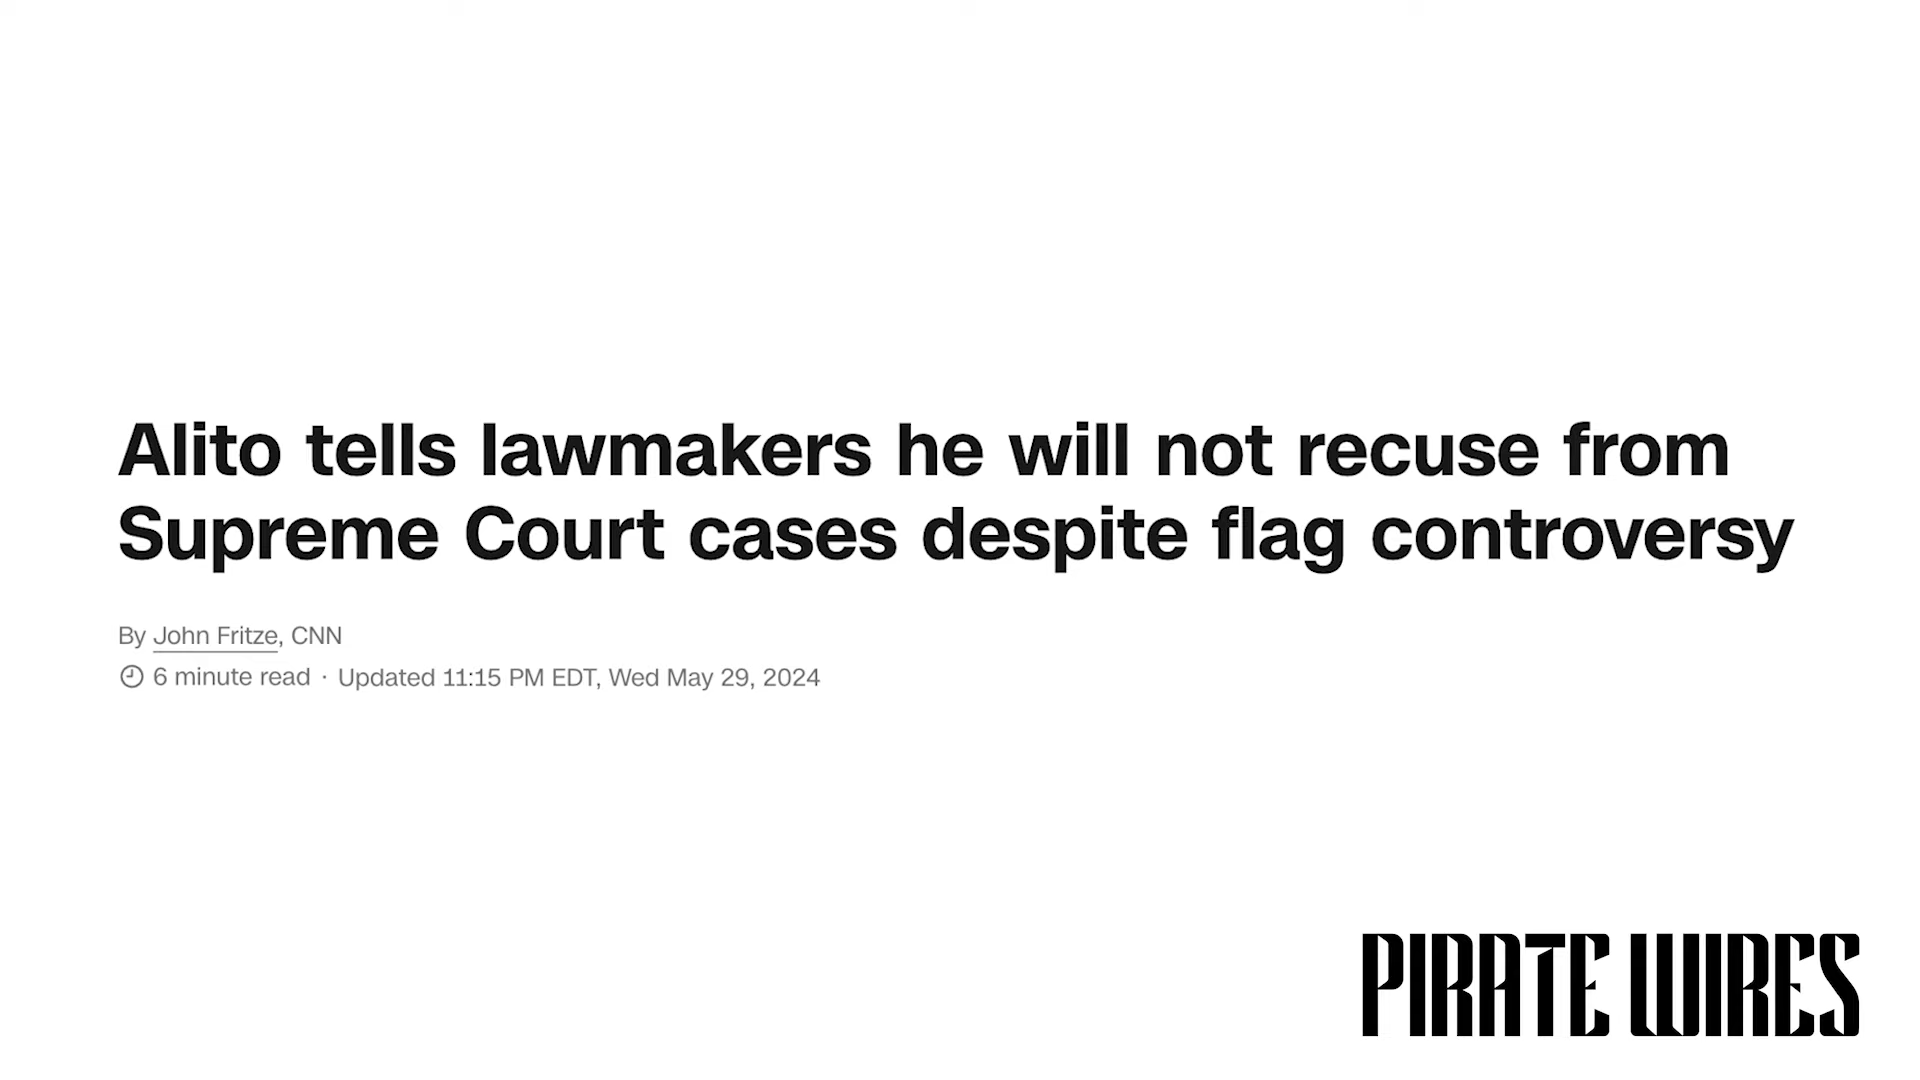 Alito tells lawmakers he will not recuse from
Supreme Court cases despite flag controversy
By John Fritze, CNN
6 minute read · Updated 11:15 PM EDT, Wed May 29, 2024
PIRATE WIRES